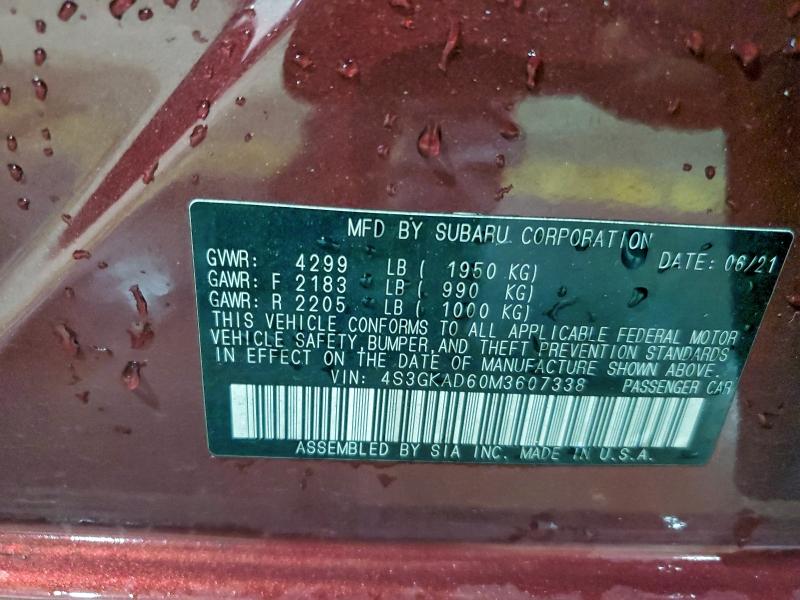 MFD BY SUBARU CORPORATION
DATE: 06/21
GVWR: 4299 LB ( 1950 KG)
GAWR: F 2183 LB ( 990 KG)
GAWR: R 2205 LB ( 1000 KG)
THIS VEHICLE CONFORMS TO ALL APPLICABLE FEDERAL MOTOR
VEHICLE SAFETY, BUMPER, AND THEFT PREVENTION STANDARDS
IN EFFECT ON THE DATE OF MANUFACTURE SHOWN ABOVE.
VIN: 4S3GKAD60M3607338 PASSENGER CAR
ASSEMBLED BY SIA INC. MADE IN U.S.A.